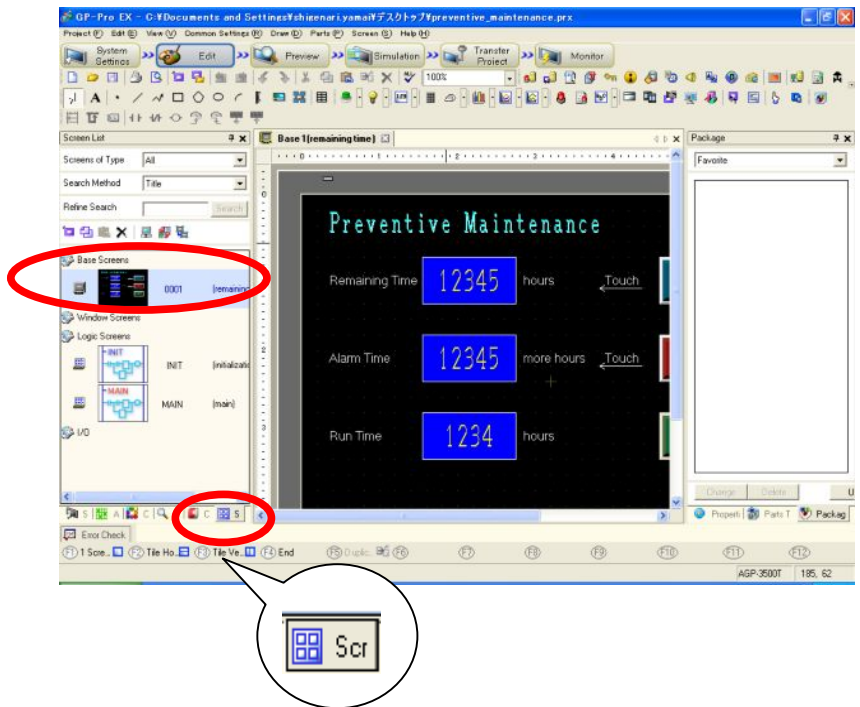 GP-Pro EX - C:¥Documents and Settings¥shigenari.yamai¥デスクトップ¥preventive_maintenance.prx
Project(F) Edit(E) View(V) Common Settings(R) Draw(D) Parts(P) Screen(S) Help(H)
System Settings Edit Preview Simulation Transfer Project Monitor
100%
Screen List
Base 1[remaining time]
Package
Screens of Type All
Favorite
Search Method Title
Refine Search Search
Base Screens
0001 [remaining
Window Screens
Logic Screens
INIT
INIT [initializatio
MAIN
MAIN [main]
I/O
Preventive Maintenance
Remaining Time 12345 hours Touch
Alarm Time 12345 more hours Touch
Run Time 1234 hours
Change Delete U
S A C C S
Properti Parts T Packag
Error Check
F1 1 Scre.. F2 Tile Ho.. F3 Tile Ve.. F4 End F5 Duplic. F6 F7 F8 F9 F10 F11 F12
AGP-3500T 185, 62
Scr